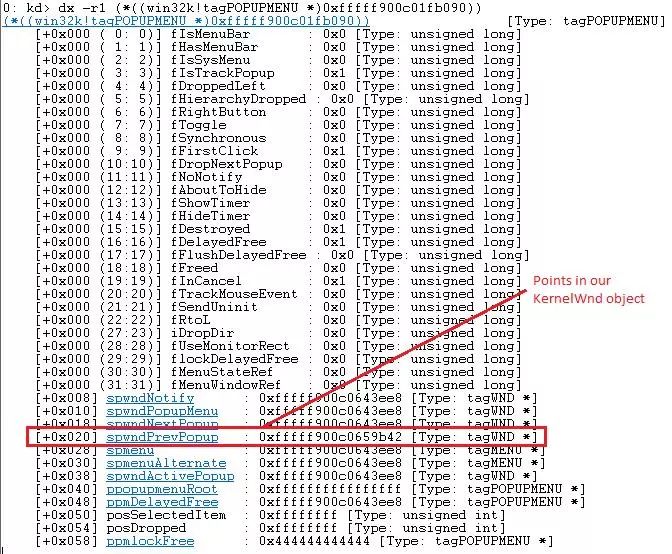 0: kd> dx -r1 (*((win32k!tagPOPUPMENU *)0xfffff900c01fb090))
(*((win32k!tagPOPUPMENU *)0xfffff900c01fb090)) [Type: tagPOPUPMENU]
[+0x000 ( 0: 0)] fIsMenuBar : 0x0 [Type: unsigned long]
[+0x000 ( 1: 1)] fHasMenuBar : 0x0 [Type: unsigned long]
[+0x000 ( 2: 2)] fIsSysMenu : 0x0 [Type: unsigned long]
[+0x000 ( 3: 3)] fIsTrackPopup : 0x1 [Type: unsigned long]
[+0x000 ( 4: 4)] fDroppedLeft : 0x0 [Type: unsigned long]
[+0x000 ( 5: 5)] fHierarchyDropped : 0x0 [Type: unsigned long]
[+0x000 ( 6: 6)] fRightButton : 0x0 [Type: unsigned long]
[+0x000 ( 7: 7)] fToggle : 0x0 [Type: unsigned long]
[+0x000 ( 8: 8)] fSynchronous : 0x0 [Type: unsigned long]
[+0x000 ( 9: 9)] fFirstClick : 0x1 [Type: unsigned long]
[+0x000 (10:10)] fDropNextPopup : 0x0 [Type: unsigned long]
[+0x000 (11:11)] fNoNotify : 0x0 [Type: unsigned long]
[+0x000 (12:12)] fAboutToHide : 0x0 [Type: unsigned long]
[+0x000 (13:13)] fShowTimer : 0x0 [Type: unsigned long]
[+0x000 (14:14)] fHideTimer : 0x0 [Type: unsigned long]
[+0x000 (15:15)] fDestroyed : 0x1 [Type: unsigned long]
[+0x000 (16:16)] fDelayedFree : 0x1 [Type: unsigned long]
[+0x000 (17:17)] fFlushDelayedFree : 0x0 [Type: unsigned long]
[+0x000 (18:18)] fFreed : 0x0 [Type: unsigned long]
[+0x000 (19:19)] fInCancel : 0x1 [Type: unsigned long]
[+0x000 (20:20)] fTrackMouseEvent : 0x0 [Type: unsigned long]
[+0x000 (21:21)] fSendUninit : 0x0 [Type: unsigned long]
[+0x000 (22:22)] fRtoL : 0x0 [Type: unsigned long]
[+0x000 (27:23)] iDropDir : 0x0 [Type: unsigned long]
[+0x000 (28:28)] fUseMonitorRect : 0x0 [Type: unsigned long]
[+0x000 (29:29)] flockDelayedFree : 0x0 [Type: unsigned long]
[+0x000 (30:30)] fMenuStateRef : 0x0 [Type: unsigned long]
[+0x000 (31:31)] fMenuWindowRef : 0x0 [Type: unsigned long]
[+0x008] spwndNotify : 0xfffff900c0643ee8 [Type: tagWND *]
[+0x010] spwndPopupMenu : 0xfffff900c0643ee8 [Type: tagWND *]
[+0x018] spwndNextPopup : 0xfffff900c0643ee8 [Type: tagWND *]
[+0x020] spwndPrevPopup : 0xfffff900c0659b42 [Type: tagWND *]
[+0x028] spmenu : 0xfffff900c0643ee8 [Type: tagMENU *]
[+0x030] spmenuAlternate : 0xfffff900c0643ee8 [Type: tagMENU *]
[+0x038] spwndActivePopup : 0xfffff900c0643ee8 [Type: tagWND *]
[+0x040] ppopupmenuRoot : 0xffffffffffffffff [Type: tagPOPUPMENU *]
[+0x048] ppmDelayedFree : 0xfffff900c0643ee8 [Type: tagPOPUPMENU *]
[+0x050] posSelectedItem : 0xffffffff [Type: unsigned int]
[+0x054] posDropped : 0xffffffff [Type: unsigned int]
[+0x058] ppmlockFree : 0x444444444444 [Type: tagPOPUPMENU *]
Points in our
KernelWnd object